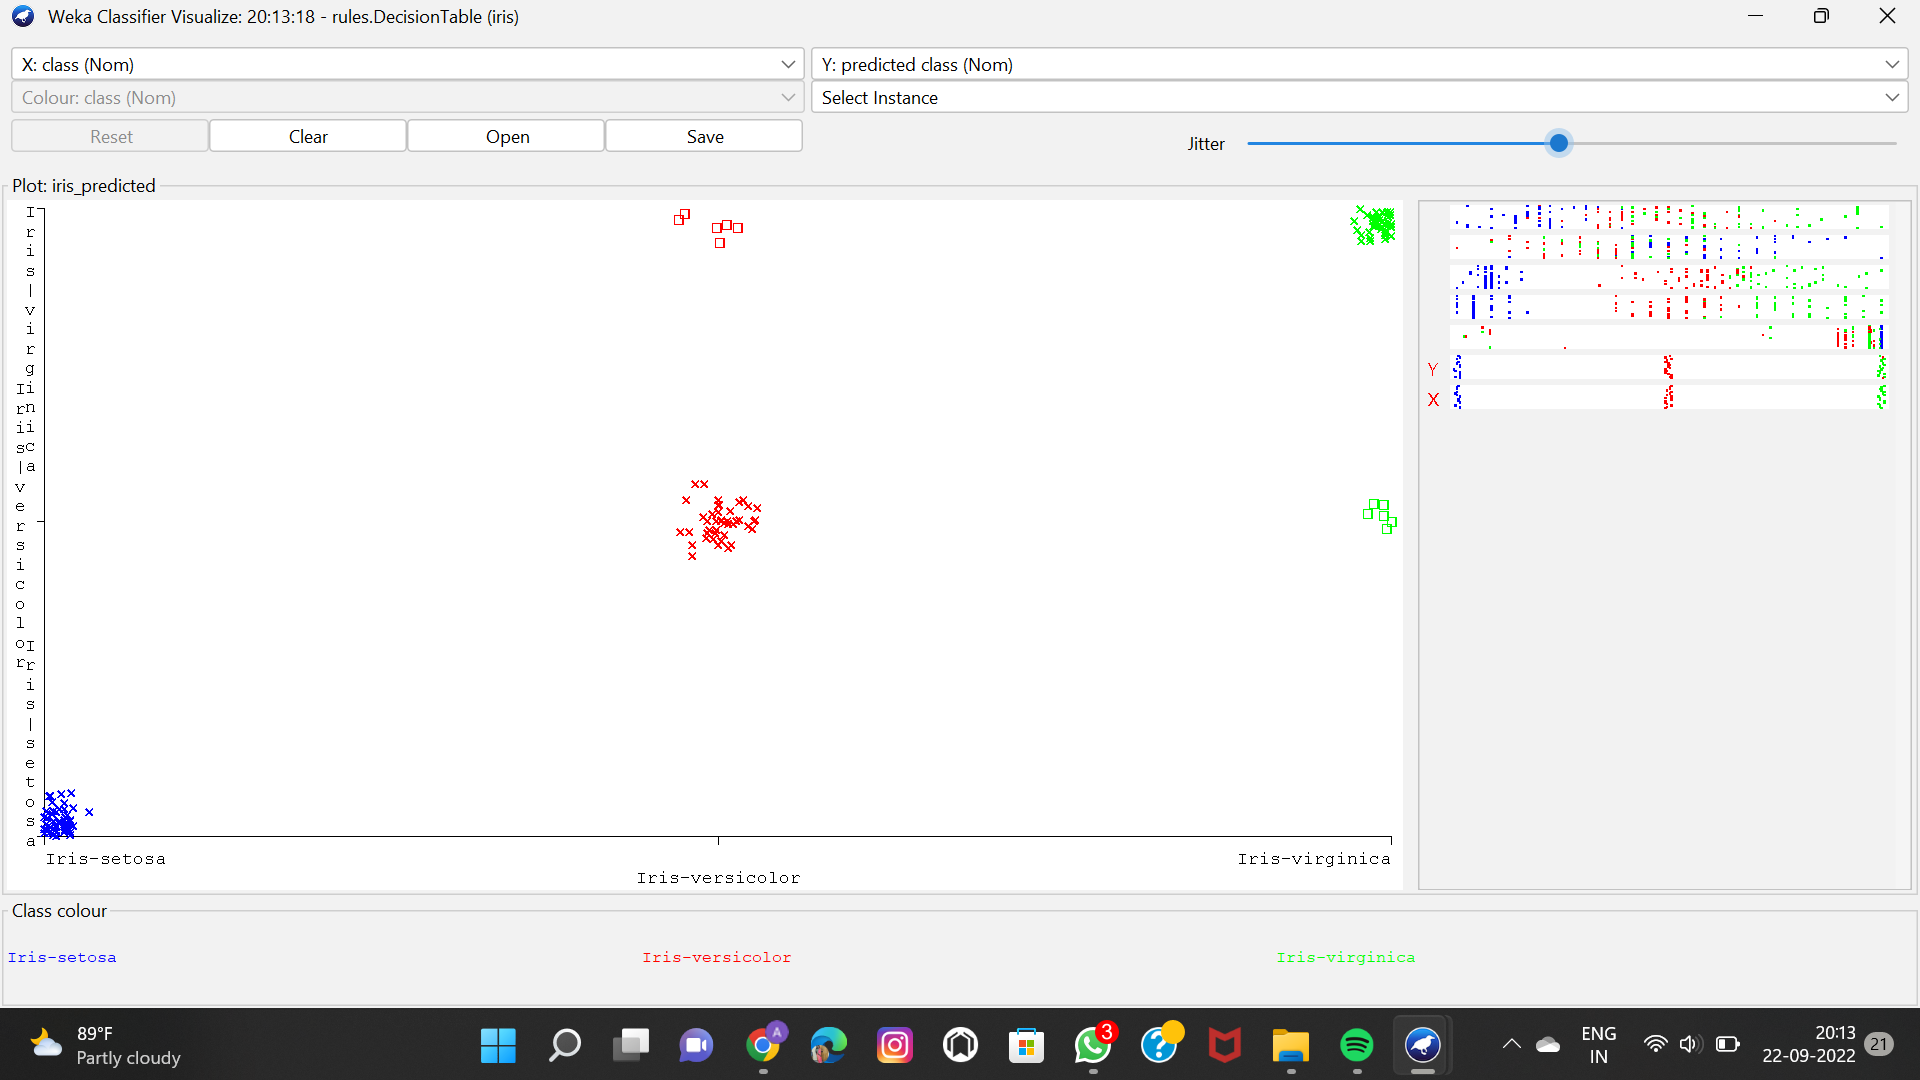 Weka Classifier Visualize: 20:13:18 - rules.DecisionTable (iris)
X: class (Nom)
Y: predicted class (Nom)
Colour: class (Nom)
Select Instance
Reset
Clear
Open
Save
Jitter
Plot: iris_predicted
Iris-virginica
Iris-versicolor
Iris-setosa
Iris-setosa
Iris-versicolor
Iris-virginica
Y
X
Class colour
Iris-setosa
Iris-versicolor
Iris-virginica
89°F
Partly cloudy
A
3
ENG
IN
20:13
22-09-2022
21